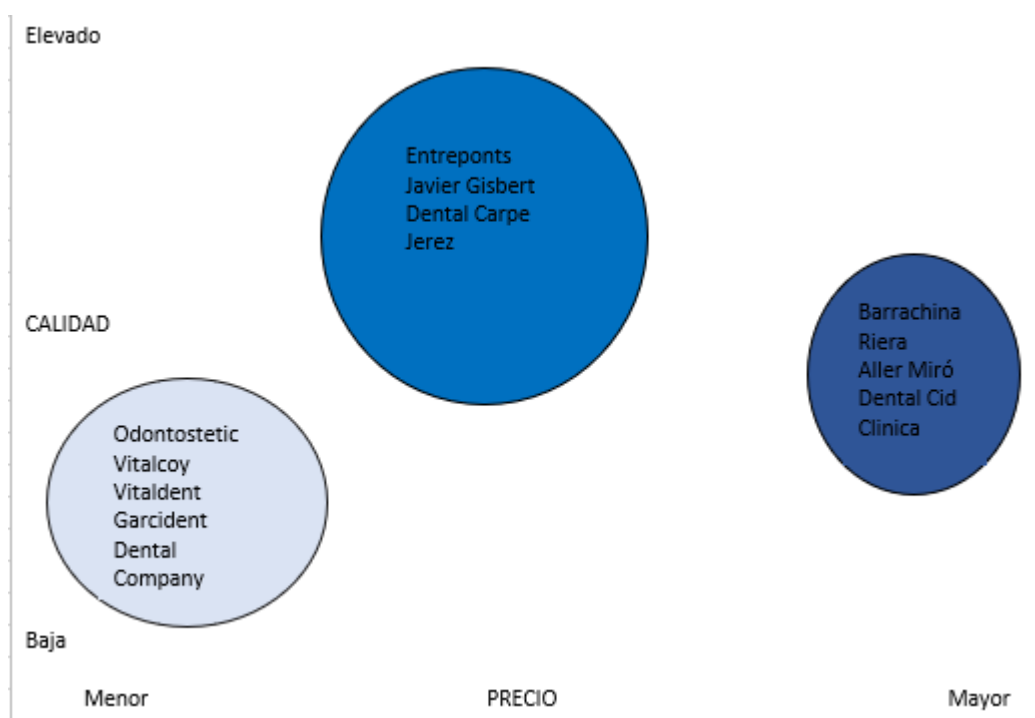 Elevado
Entreponts
Javier Gisbert
Dental Carpe
Jerez
Barrachina
Riera
Aller Miró
Dental Cid
Clinica
CALIDAD
Odontostetic
Vitalcoy
Vitaldent
Garcident
Dental
Company
Baja
Menor
PRECIO
Mayor